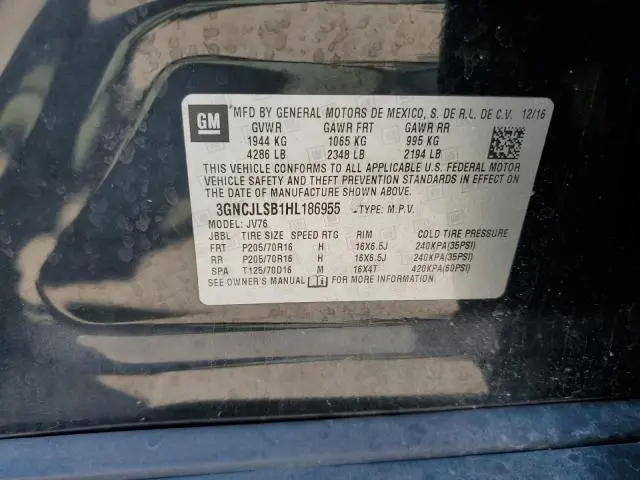 GM
*MFD BY GENERAL MOTORS DE MEXICO, S. DE R.L. DE C.V. 12/16
GVWR GAWR FRT GAWR RR
1944 KG 1065 KG 995 KG
4286 LB 2348 LB 2194 LB
THIS VEHICLE CONFORMS TO ALL APPLICABLE U.S. FEDERAL MOTOR
VEHICLE SAFETY AND THEFT PREVENTION STANDARDS IN EFFECT ON
THE DATE OF MANUFACTURE SHOWN ABOVE.
3GNCJLSB1HL186955 -TYPE: M.P.V.
MODEL: JV76
JBBL TIRE SIZE SPEED RTG RIM COLD TIRE PRESSURE
FRT P205/70R16 H 16X6.5J 240KPA(35PSI)
RR P205/70R16 H 16X6.5J 240KPA(35PSI)
SPA T125/70D16 M 16X4T 420KPA(60PSI)
SEE OWNER'S MANUAL FOR MORE INFORMATION.